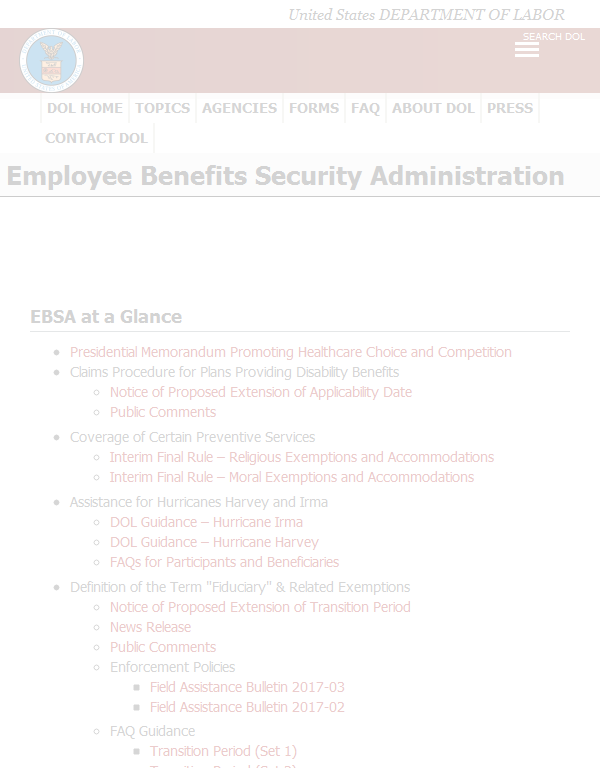 United States DEPARTMENT OF LABOR
SEARCH DOL
DOL HOME TOPICS AGENCIES FORMS FAQ ABOUT DOL PRESS
CONTACT DOL
Employee Benefits Security Administration
EBSA at a Glance
Presidential Memorandum Promoting Healthcare Choice and Competition
Claims Procedure for Plans Providing Disability Benefits
Notice of Proposed Extension of Applicability Date
Public Comments
Coverage of Certain Preventive Services
Interim Final Rule – Religious Exemptions and Accommodations
Interim Final Rule – Moral Exemptions and Accommodations
Assistance for Hurricanes Harvey and Irma
DOL Guidance – Hurricane Irma
DOL Guidance – Hurricane Harvey
FAQs for Participants and Beneficiaries
Definition of the Term "Fiduciary" & Related Exemptions
Notice of Proposed Extension of Transition Period
News Release
Public Comments
Enforcement Policies
Field Assistance Bulletin 2017-03
Field Assistance Bulletin 2017-02
FAQ Guidance
Transition Period (Set 1)